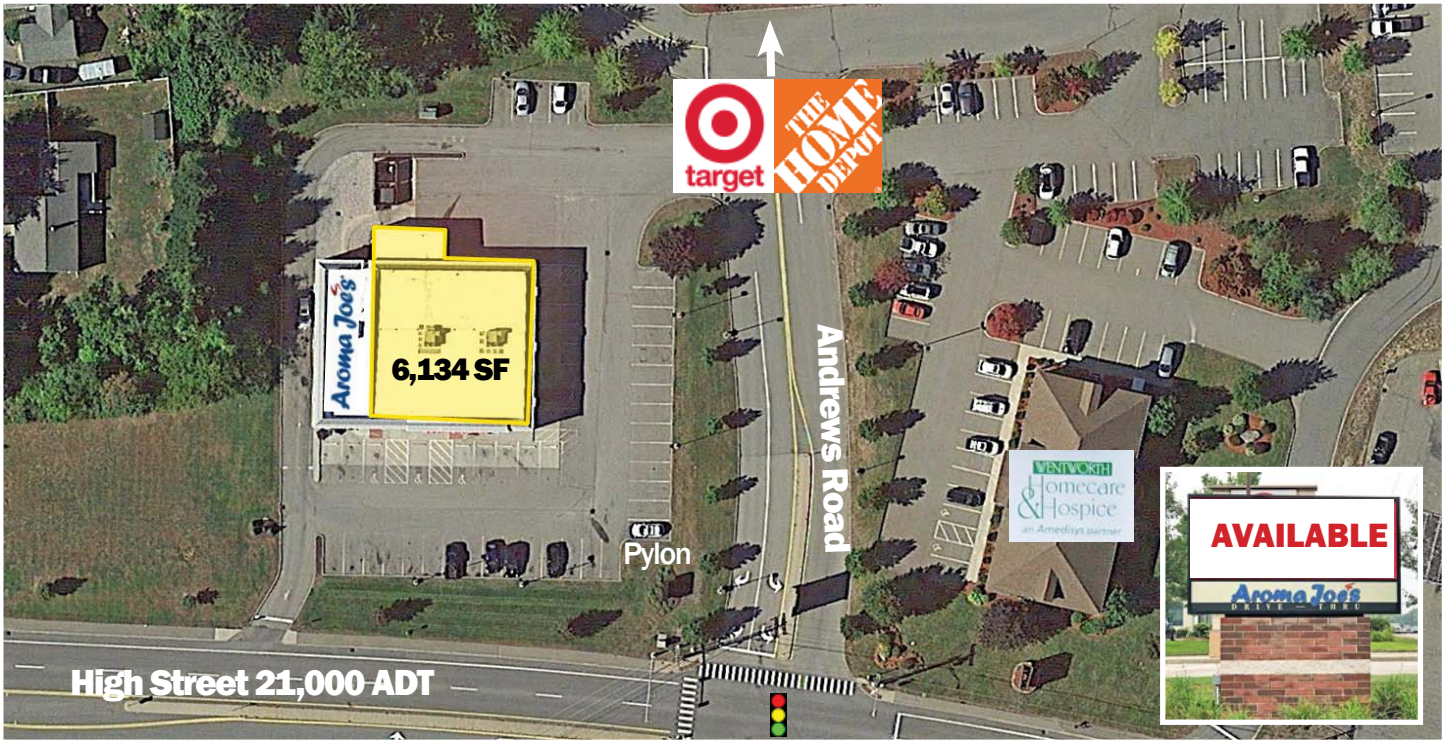 target
THE
HOME
DEPOT
Aroma Joe's
6,134 SF
Andrews Road
WENTWORTH
Homecare
& Hospice
an Amedisys partner
Pylon
AVAILABLE
Aroma Joe's
DRIVE – THRU
High Street 21,000 ADT